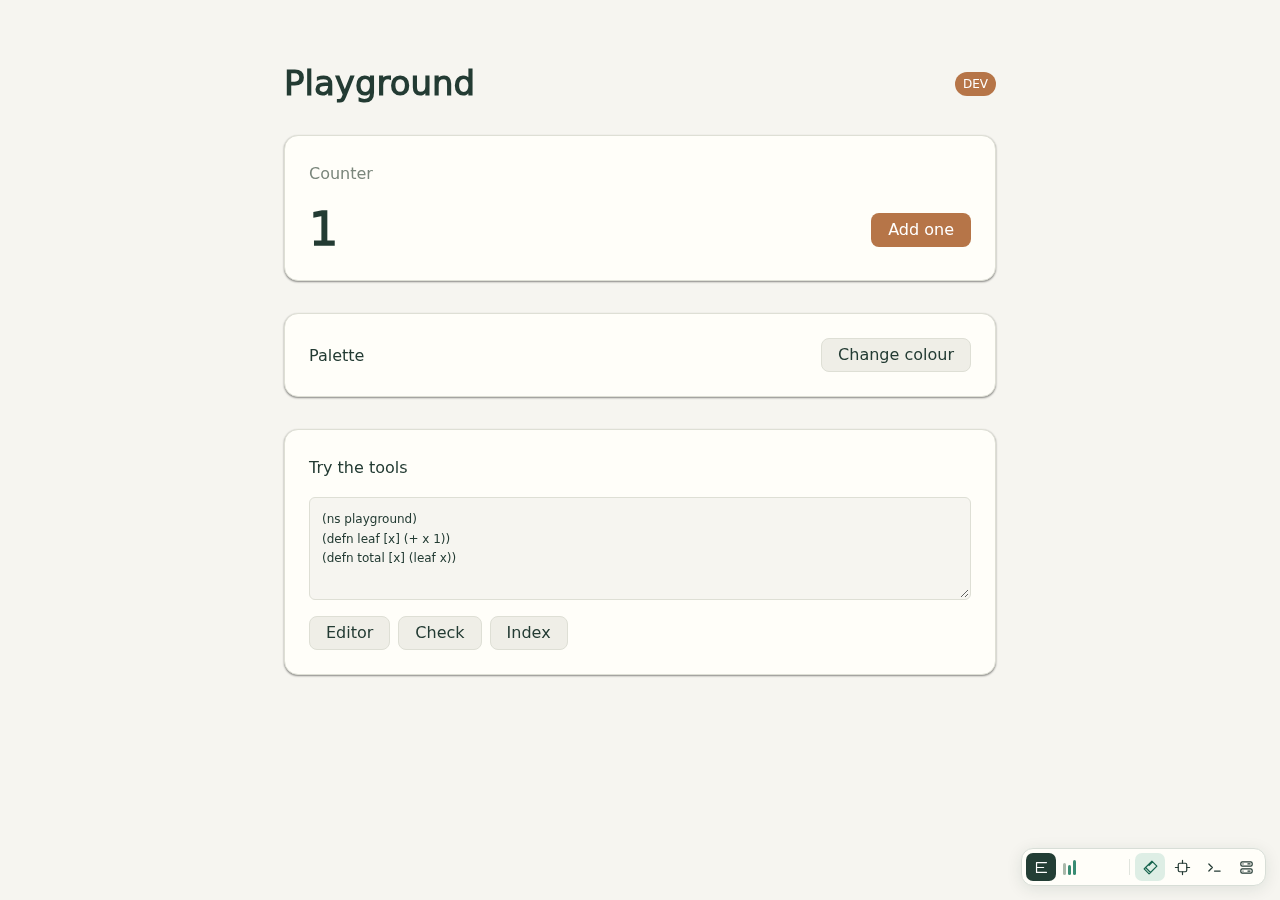 Playground
DEV
Counter
1
Add one
Palette
Change colour
Try the tools
(ns playground)
(defn leaf [x] (+ x 1))
(defn total [x] (leaf x))
Editor
Check
Index